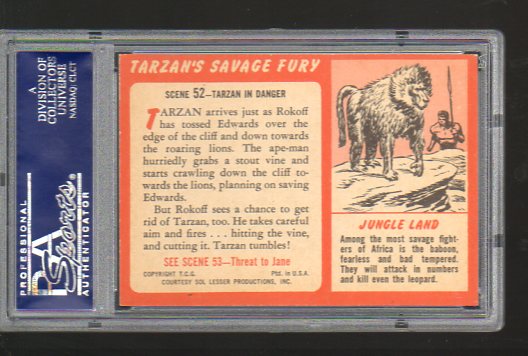 A
DIVISION OF
COLLECTORS
UNIVERSE
NASDAQ: CLCT
PROFESSIONAL
PSA
Sports.
AUTHENTICATOR
TARZAN'S SAVAGE FURY
SCENE 52—TARZAN IN DANGER
TARZAN arrives just as Rokoff
has tossed Edwards over the
edge of the cliff and down towards
the roaring lions. The ape-man
hurriedly grabs a stout vine and
starts crawling down the cliff to-
wards the lions, planning on saving
Edwards.
But Rokoff sees a chance to get
rid of Tarzan, too. He takes careful
aim and fires . . . hitting the
vine, and cutting it. Tarzan tumbles!
SEE SCENE 53—Threat to Jane
COPYRIGHT T.C.G. Ptd. in U.S.A.
COURTESY SOL LESSER PRODUCTIONS, INC.
JUNGLE LAND
Among the most savage fight-
ers of Africa is the baboon,
fearless and bad tempered.
They will attack in numbers
and kill even the leopard.